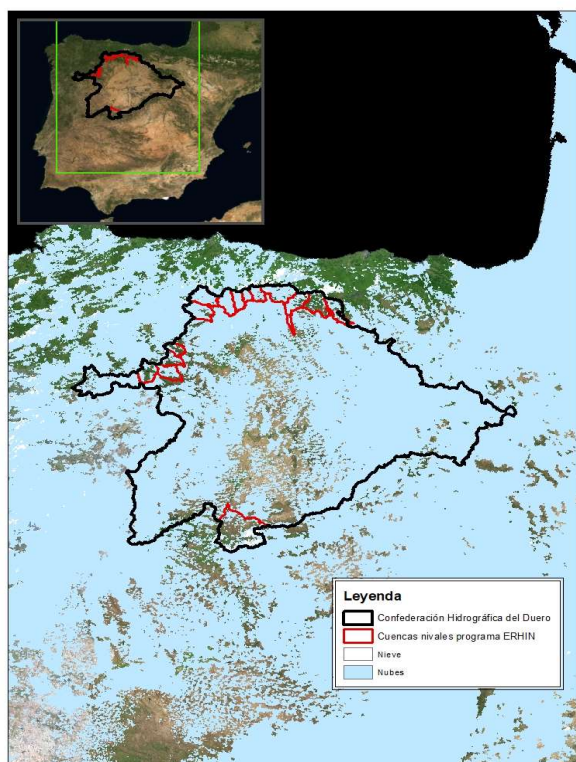 Leyenda
Confederación Hidrográfica del Duero
Cuencas nivales programa ERHIN
Nieve
Nubes